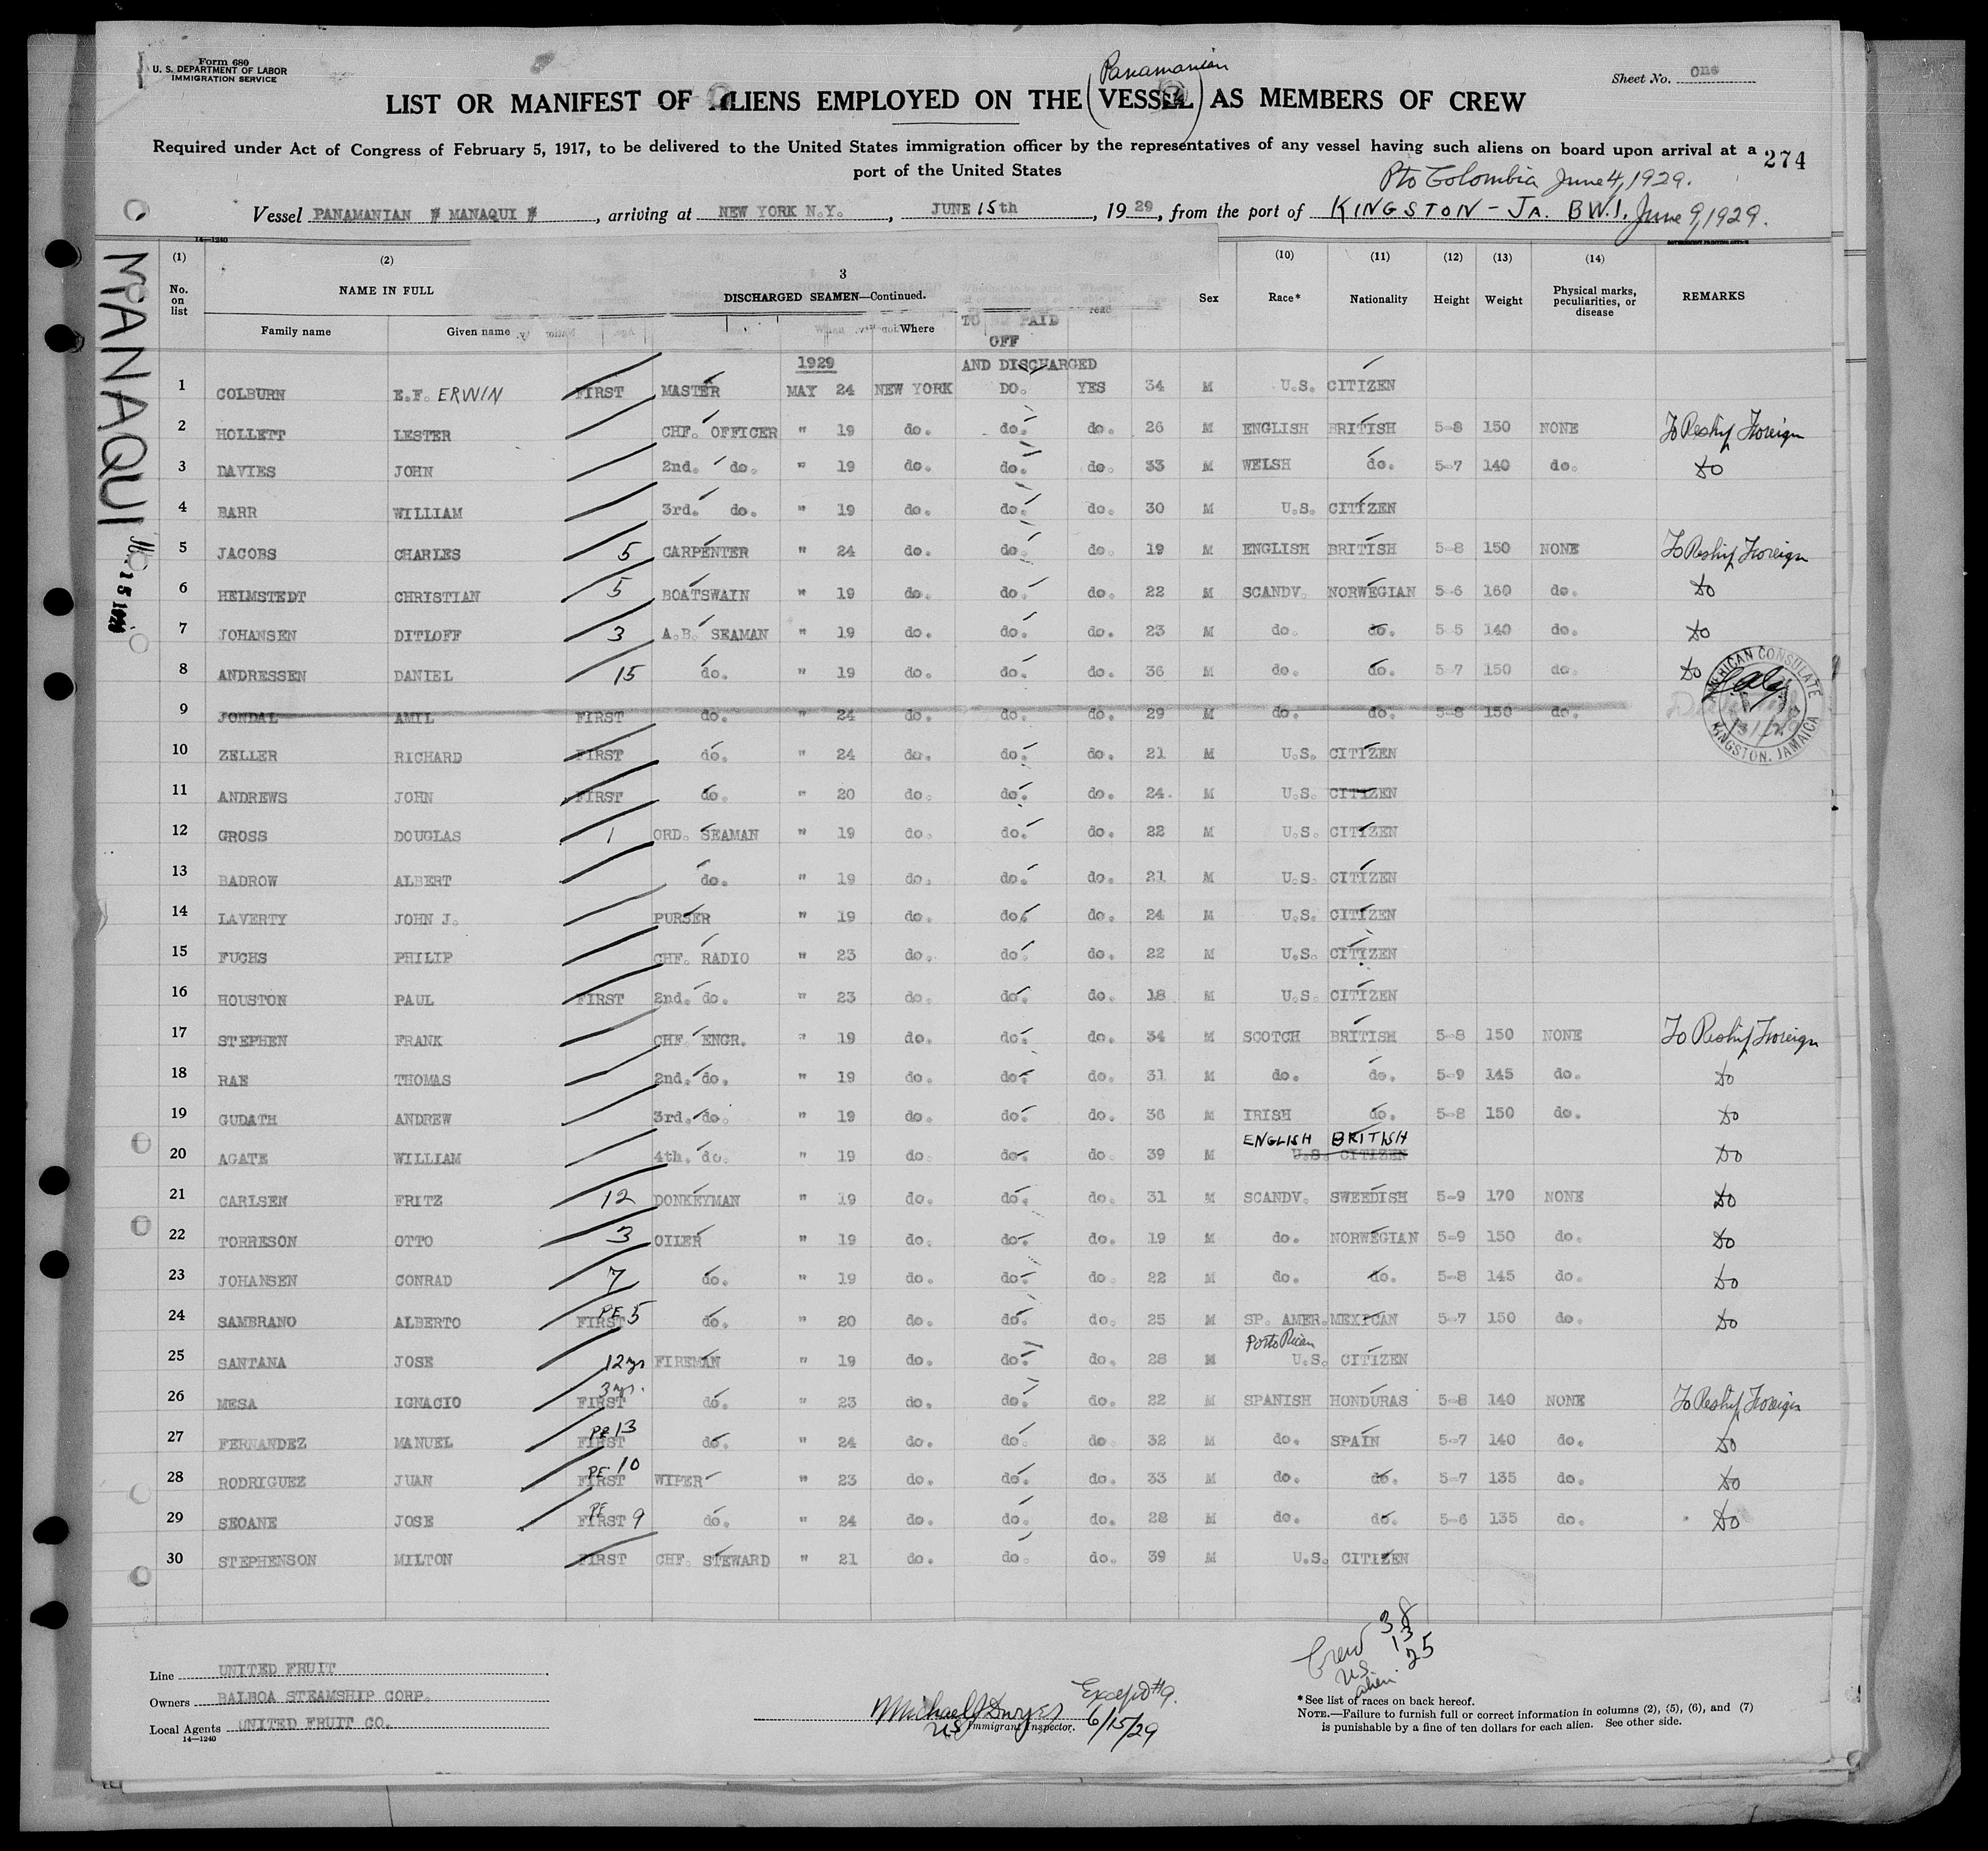 Form 680
U. S. DEPARTMENT OF LABOR
IMMIGRATION SERVICE
Sheet No. One
Panamanian
LIST OR MANIFEST OF ALIENS EMPLOYED ON THE (VESSEL) AS MEMBERS OF CREW
Required under Act of Congress of February 5, 1917, to be delivered to the United States immigration officer by the representatives of any vessel having such aliens on board upon arrival at a
port of the United States
274
Pto Colombia June 4, 1929.
Vessel PANAMANIAN " MANAQUI ", arriving at NEW YORK N.Y., JUNE 15th, 1929, from the port of KINGSTON - JA. B.W.I. June 9, 1929.
14—1240
MANAQUI
15 1929
(1) (2) 3 (10) (11) (12) (13) (14)
No. on list NAME IN FULL DISCHARGED SEAMEN—Continued. Sex Race* Nationality Height Weight Physical marks, peculiarities, or disease REMARKS
Family name Given name Where TO PAID OFF read
1929 AND DISCHARGED
1 COLBURN E.F. ERWIN FIRST MASTER MAY 24 NEW YORK DO. YES 34 M U.S. CITIZEN
2 HOLLETT LESTER CHF. OFFICER " 19 do. do. do. 26 M ENGLISH BRITISH 5-8 150 NONE To Reship Foreign
3 DAVIES JOHN 2nd. do. " 19 do. do. do. 33 M WELSH do. 5-7 140 do. Do
4 BARR WILLIAM 3rd. do. " 19 do. do. do. 30 M U.S. CITIZEN
5 JACOBS CHARLES 5 CARPENTER " 24 do. do do 19 M ENGLISH BRITISH 5-8 150 NONE To Reship Foreign
6 HELMSTEDT CHRISTIAN 5 BOATSWAIN " 19 do. do. do. 22 M SCANDV. NORWEGIAN 5-6 160 do. Do
7 JOHANSEN DITLOFF 3 A.B. SEAMAN " 19 do. do. do. 23 M do. do. 5-5 140 do. Do
8 ANDRESSEN DANIEL 15 do. " 19 do. do. do. 36 M do. do. 5-7 150 do. Do
9 JONDAL AMIL FIRST do. " 24 do. do. do. 29 M do. do. 5-8 150 do.
AMERICAN CONSULATE
KINGSTON, JAMAICA
10 ZELLER RICHARD FIRST do. " 24 do. do. do. 21 M U.S. CITIZEN
11 ANDREWS JOHN FIRST do. " 20 do. do. do. 24 M U.S. CITIZEN
12 GROSS DOUGLAS 1 ORD. SEAMAN " 19 do. do. do. 22 M U.S. CITIZEN
13 BADROW ALBERT do. " 19 do. do. do. 21 M U.S. CITIZEN
14 LAVERTY JOHN J. PURSER " 19 do. do. do. 24 M U.S. CITIZEN
15 FUCHS PHILIP CHF. RADIO " 23 do. do. do. 22 M U.S. CITIZEN
16 HOUSTON PAUL FIRST 2nd. do. " 23 do. do. do. 18 M U.S. CITIZEN
17 STEPHEN FRANK CHF. ENGR. " 19 do. do. do. 34 M SCOTCH BRITISH 5-8 150 NONE To Reship Foreign
18 RAE THOMAS 2nd. do. " 19 do. do. do. 31 M do. do. 5-9 145 do. Do
19 GUDATH ANDREW 3rd. do. " 19 do. do. do. 36 M IRISH do. 5-8 150 do. Do
ENGLISH BRITISH
20 AGATE WILLIAM 4th. do. " 19 do. do. do. 39 M U.S. CITIZEN Do
21 CARLSEN FRITZ 12 DONKEYMAN " 19 do. do. do. 31 M SCANDV. SWEDISH 5-9 170 NONE Do
22 TORRESON OTTO 3 OILER " 19 do. do. do. 19 M do. NORWEGIAN 5-9 150 do. Do
23 JOHANSEN CONRAD 7 do. " 19 do. do. do. 22 M do. do. 5-8 145 do. Do
24 SAMBRANO ALBERTO FIRST PE 5 do. " 20 do. do. do. 25 M SP. AMER. MEXICAN 5-7 150 do. Do
Porto Rican
25 SANTANA JOSE 12 yrs FIREMAN " 19 do. do. do. 28 M U.S. CITIZEN
26 MESA IGNACIO 3 yr. FIRST do. " 23 do. do. do. 22 M SPANISH HONDURAS 5-8 140 NONE To Reship Foreign
27 FERNANDEZ MANUEL PE 13 FIRST do. " 24 do. do. do 32 M do. SPAIN 5-7 140 do. Do
28 RODRIGUEZ JUAN PE 10 FIRST WIPER " 23 do. do. do. 33 M do. do. 5-7 135 do. Do
29 SEOANE JOSE PE FIRST 9 do. " 24 do. do. do. 28 M do. do. 5-6 135 do. Do
30 STEPHENSON MILTON FIRST CHF. STEWARD " 21 do. do. do. 39 M U.S. CITIZEN
Crew 38
U.S. 13
alien 25
Line UNITED FRUIT
Owners BALBOA STEAMSHIP CORP.
Local Agents UNITED FRUIT CO.
14—1240
Except #9.
Michael J Dwyer 6/15/29
US Immigrant Inspector.
*See list of races on back hereof.
NOTE.—Failure to furnish full or correct information in columns (2), (5), (6), and (7)
is punishable by a fine of ten dollars for each alien. See other side.